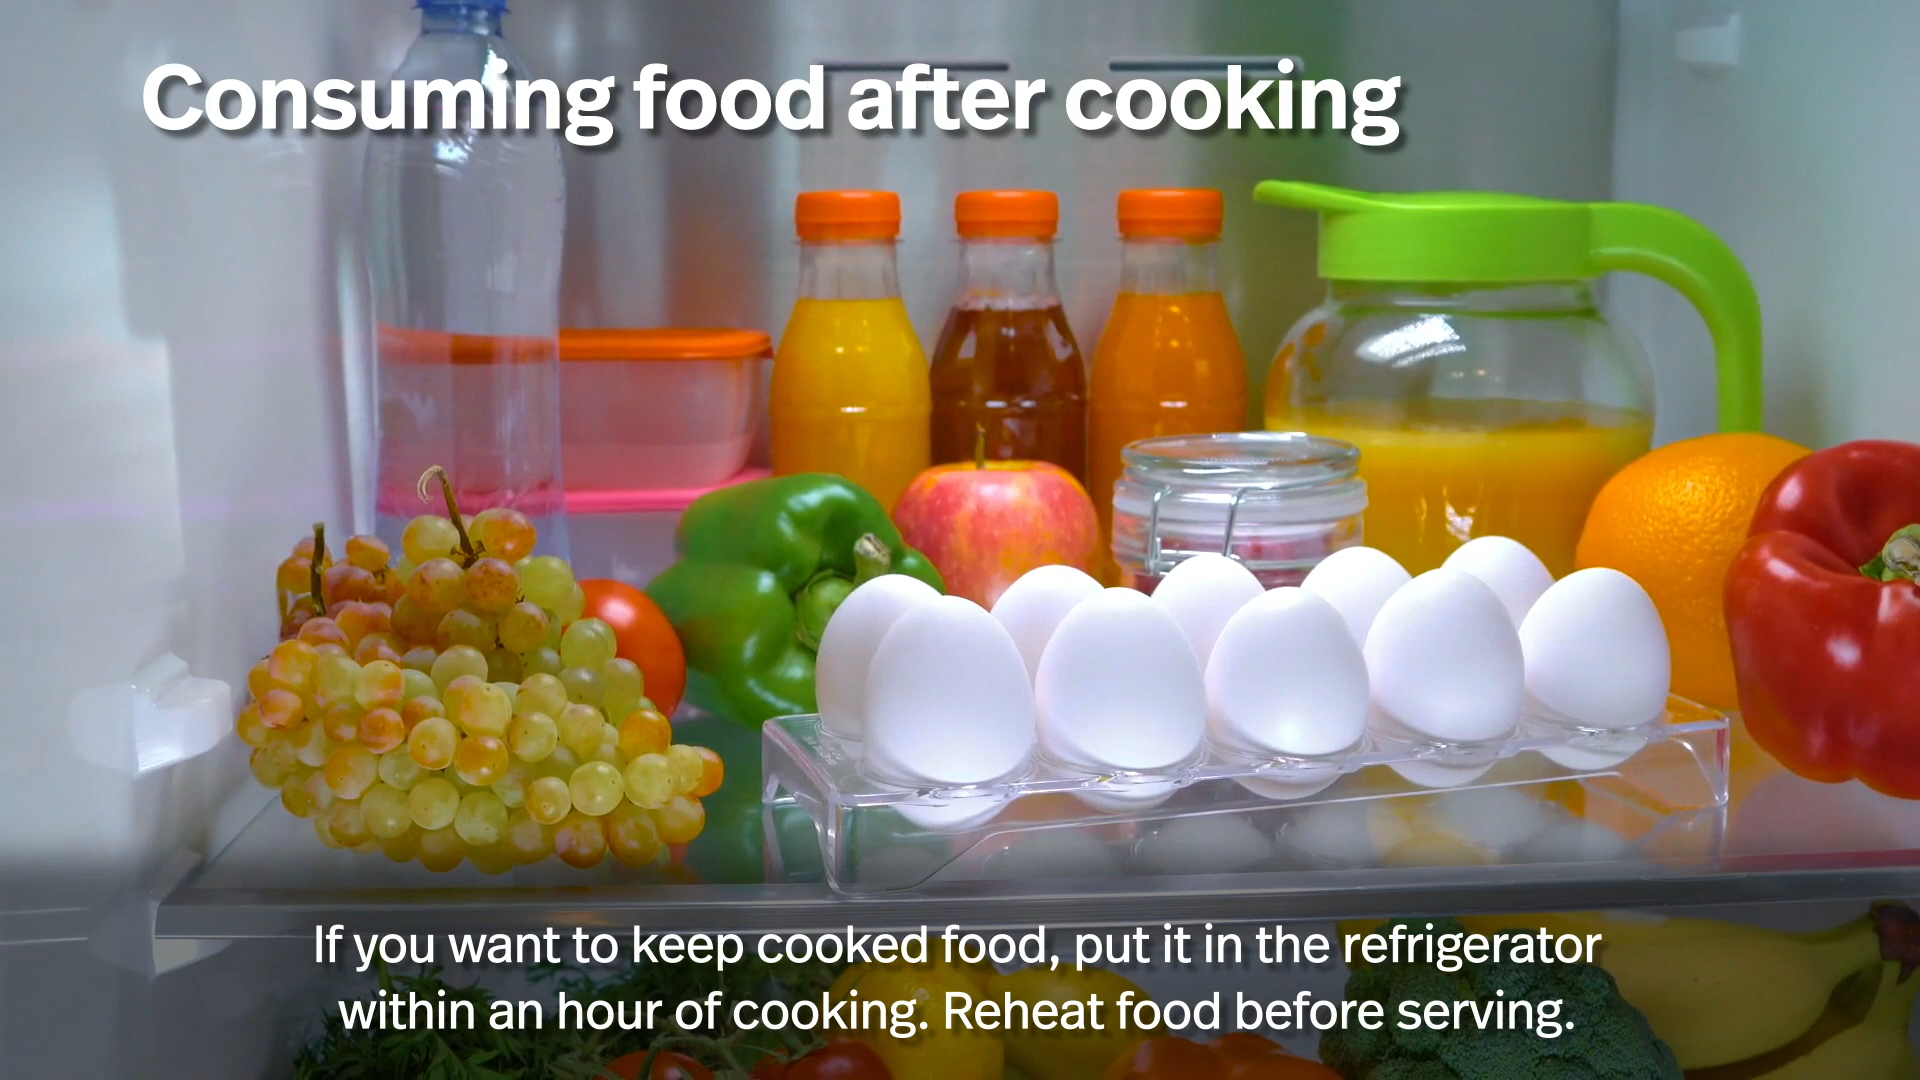 Consuming food after cooking
If you want to keep cooked food, put it in the refrigerator
within an hour of cooking. Reheat food before serving.